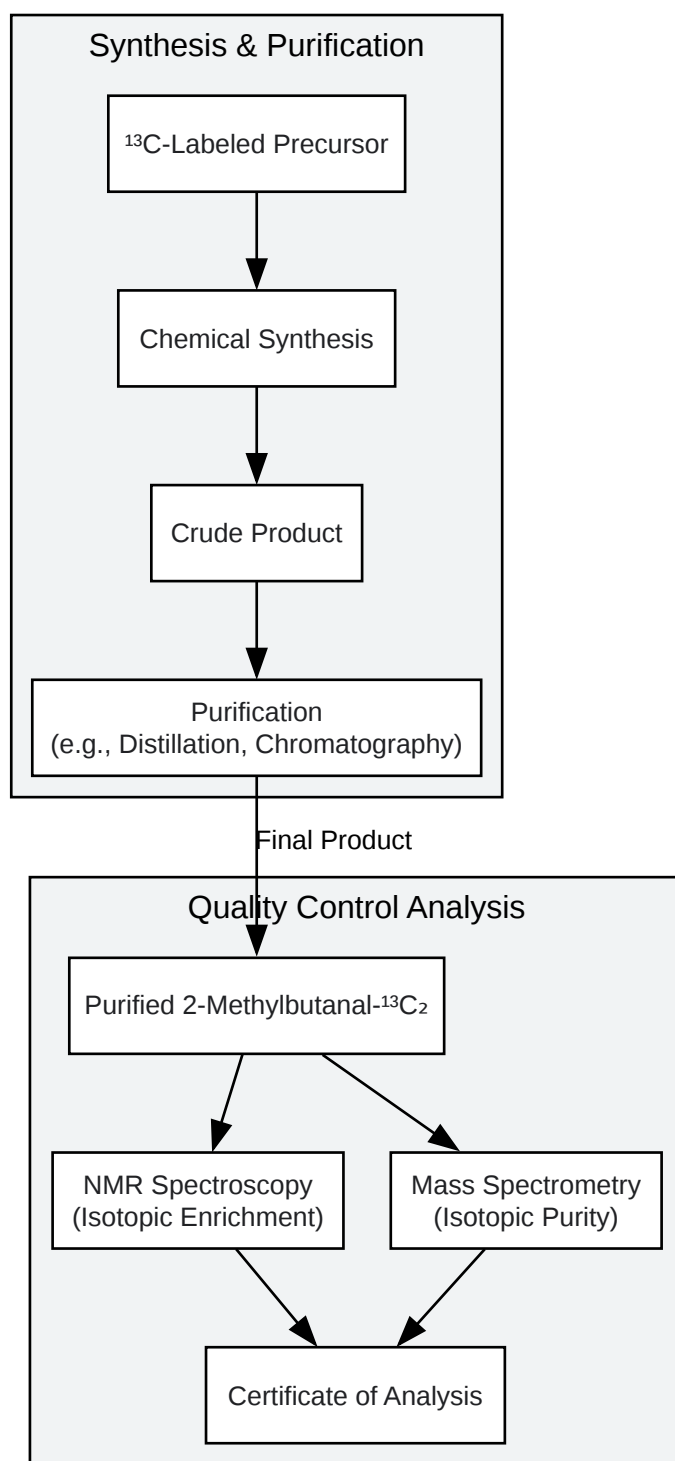 Synthesis & Purification
¹³C-Labeled Precursor
Chemical Synthesis
Crude Product
Purification
(e.g., Distillation, Chromatography)
Final Product
Quality Control Analysis
Purified 2-Methylbutanal-¹³C₂
NMR Spectroscopy
(Isotopic Enrichment)
Mass Spectrometry
(Isotopic Purity)
Certificate of Analysis